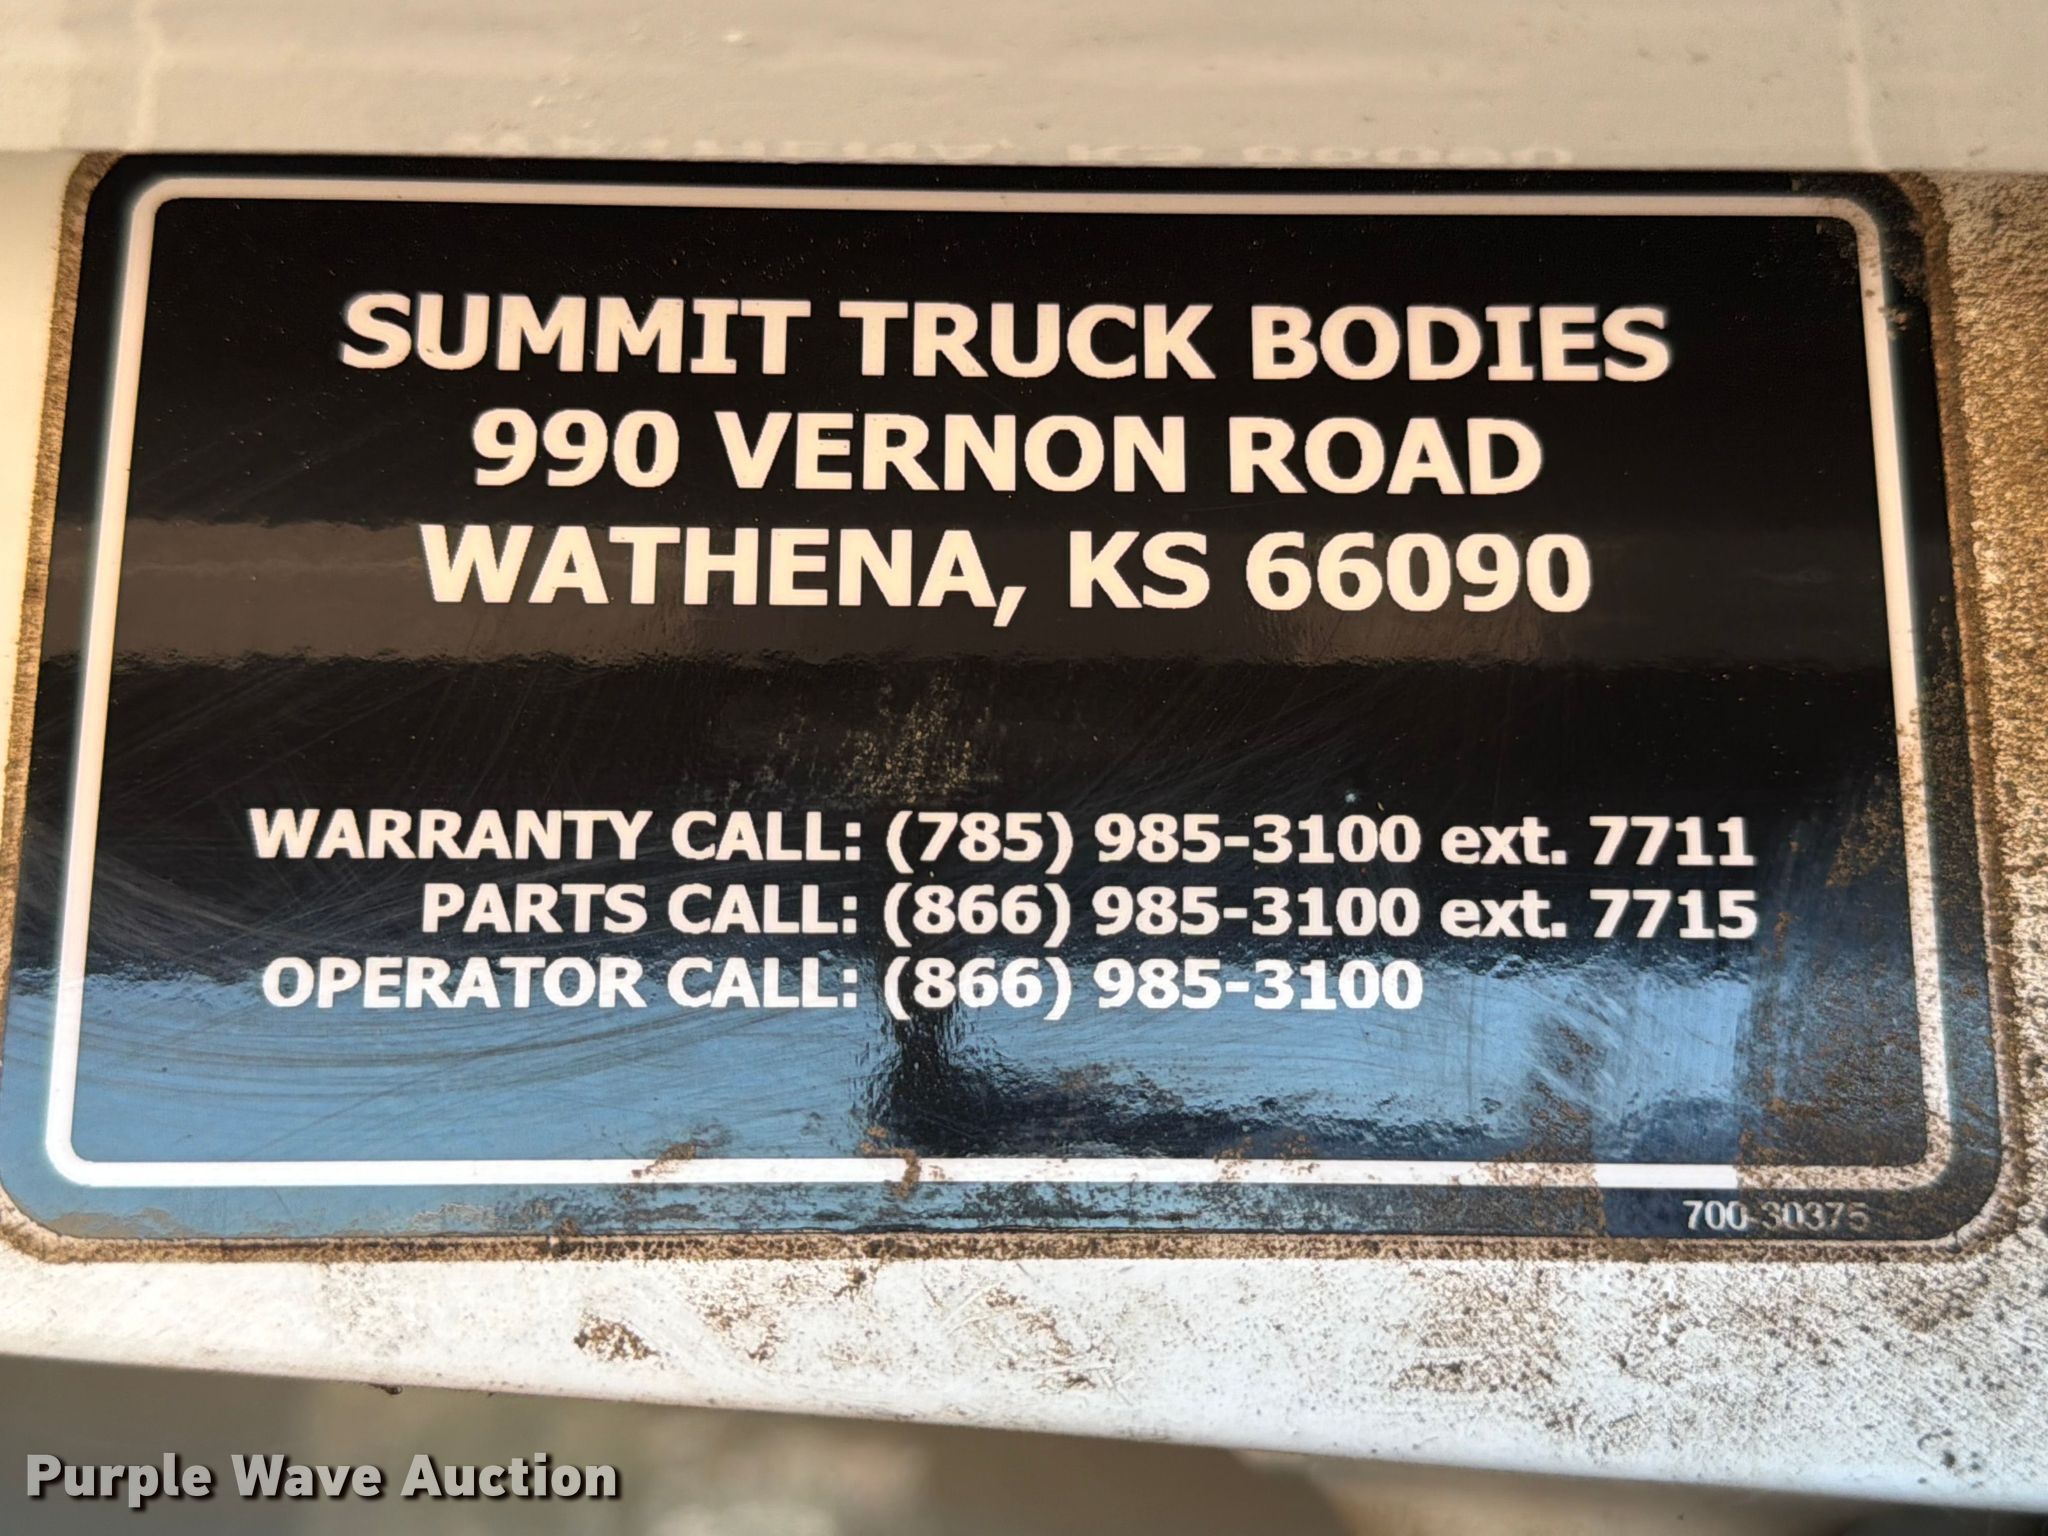 SUMMIT TRUCK BODIES
990 VERNON ROAD
WATHENA, KS 66090
WARRANTY CALL: (785) 985-3100 ext. 7711
PARTS CALL: (866) 985-3100 ext. 7715
OPERATOR CALL: (866) 985-3100
700-30375
Purple Wave Auction